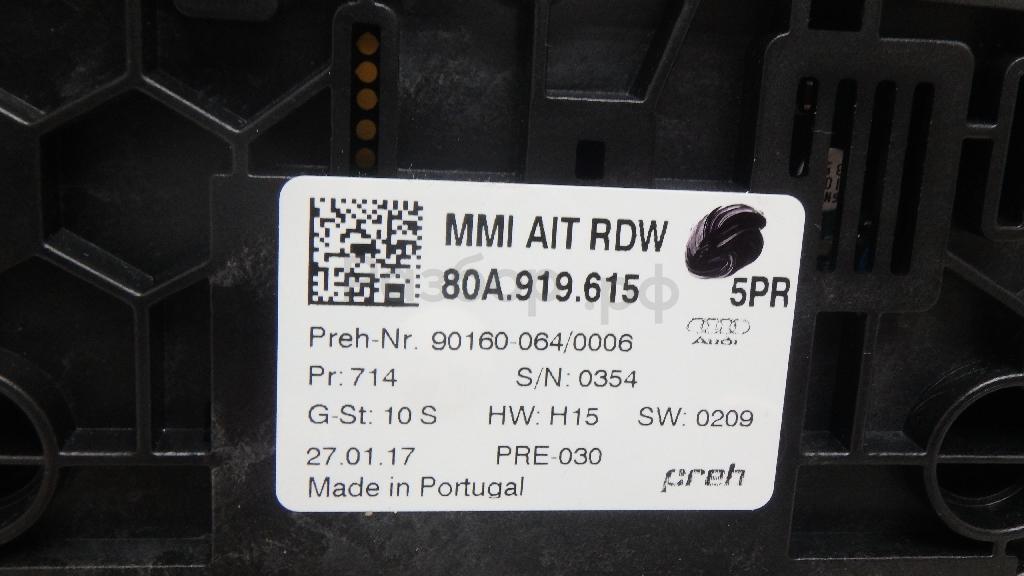 MMI AIT RDW
80A.919.615 5PR
Preh-Nr. 90160-064/0006
Audi
Pr: 714 S/N: 0354
G-St: 10 S HW: H15 SW: 0209
27.01.17 PRE-030
preh
Made in Portugal